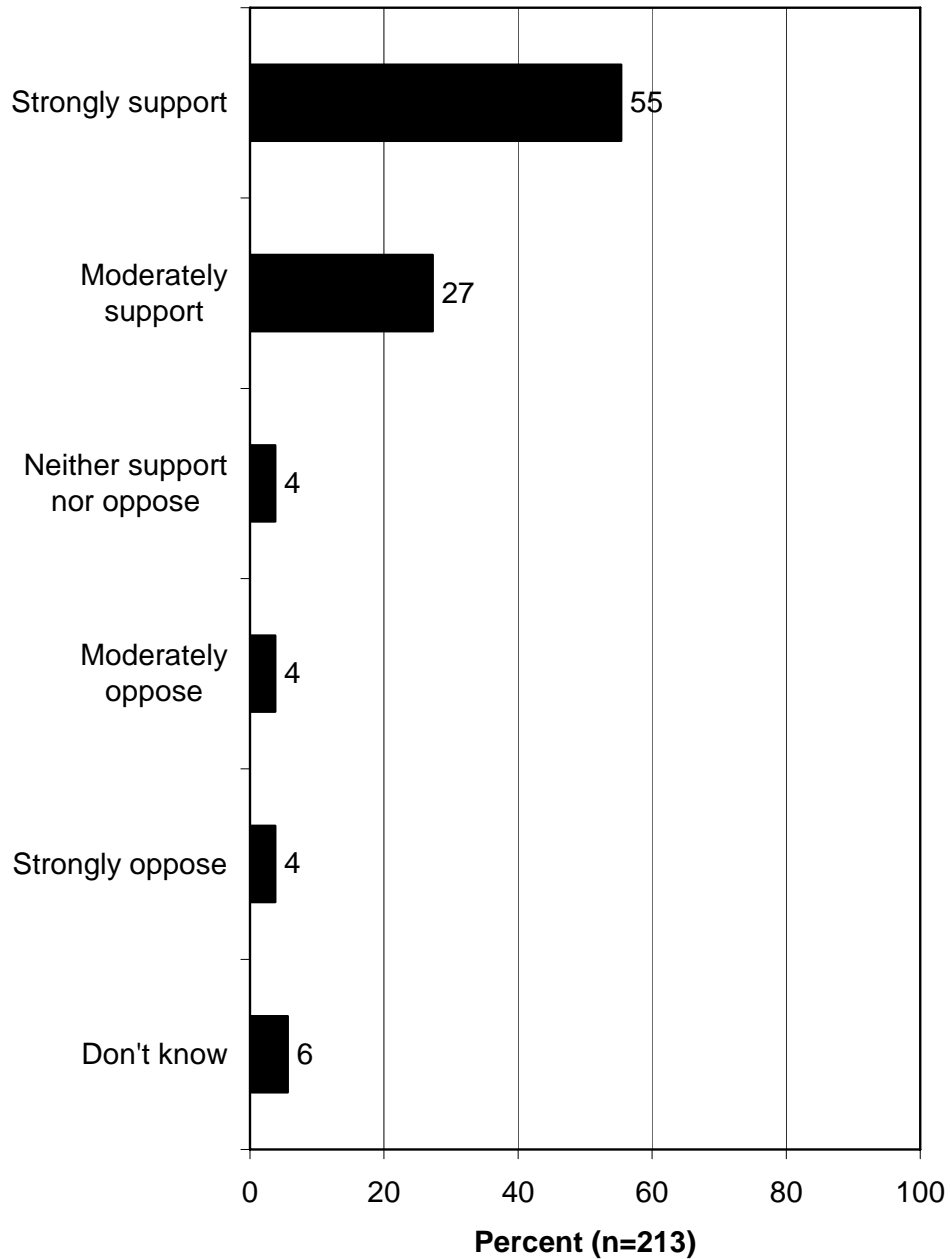 Strongly support
55
Moderately
support
27
Neither support
nor oppose
4
Moderately
oppose
4
Strongly oppose
4
Don't know
6
0 20 40 60 80 100
Percent (n=213)